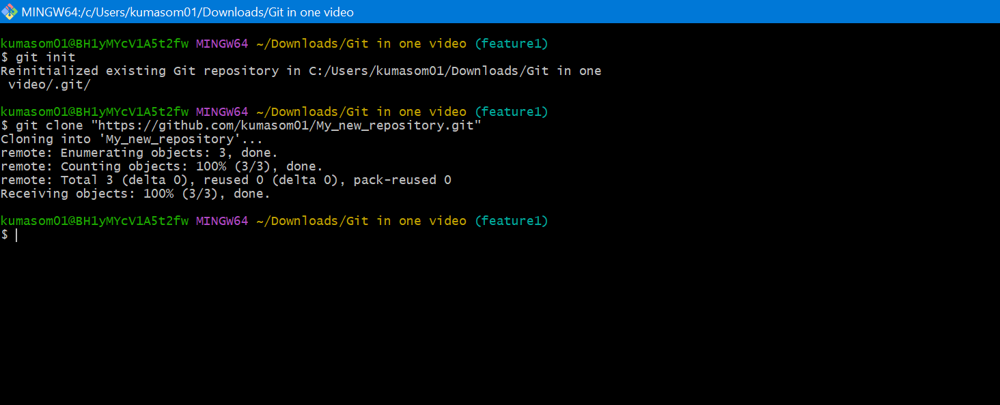 MINGW64:/c/Users/kumasom01/Downloads/Git in one video
kumasom01@BH1yMYcV1A5t2fw MINGW64 ~/Downloads/Git in one video (feature1)
$ git init
Reinitialized existing Git repository in C:/Users/kumasom01/Downloads/Git in one
 video/.git/
kumasom01@BH1yMYcV1A5t2fw MINGW64 ~/Downloads/Git in one video (feature1)
$ git clone "https://github.com/kumasom01/My_new_repository.git"
Cloning into 'My_new_repository'...
remote: Enumerating objects: 3, done.
remote: Counting objects: 100% (3/3), done.
remote: Total 3 (delta 0), reused 0 (delta 0), pack-reused 0
Receiving objects: 100% (3/3), done.
kumasom01@BH1yMYcV1A5t2fw MINGW64 ~/Downloads/Git in one video (feature1)
$